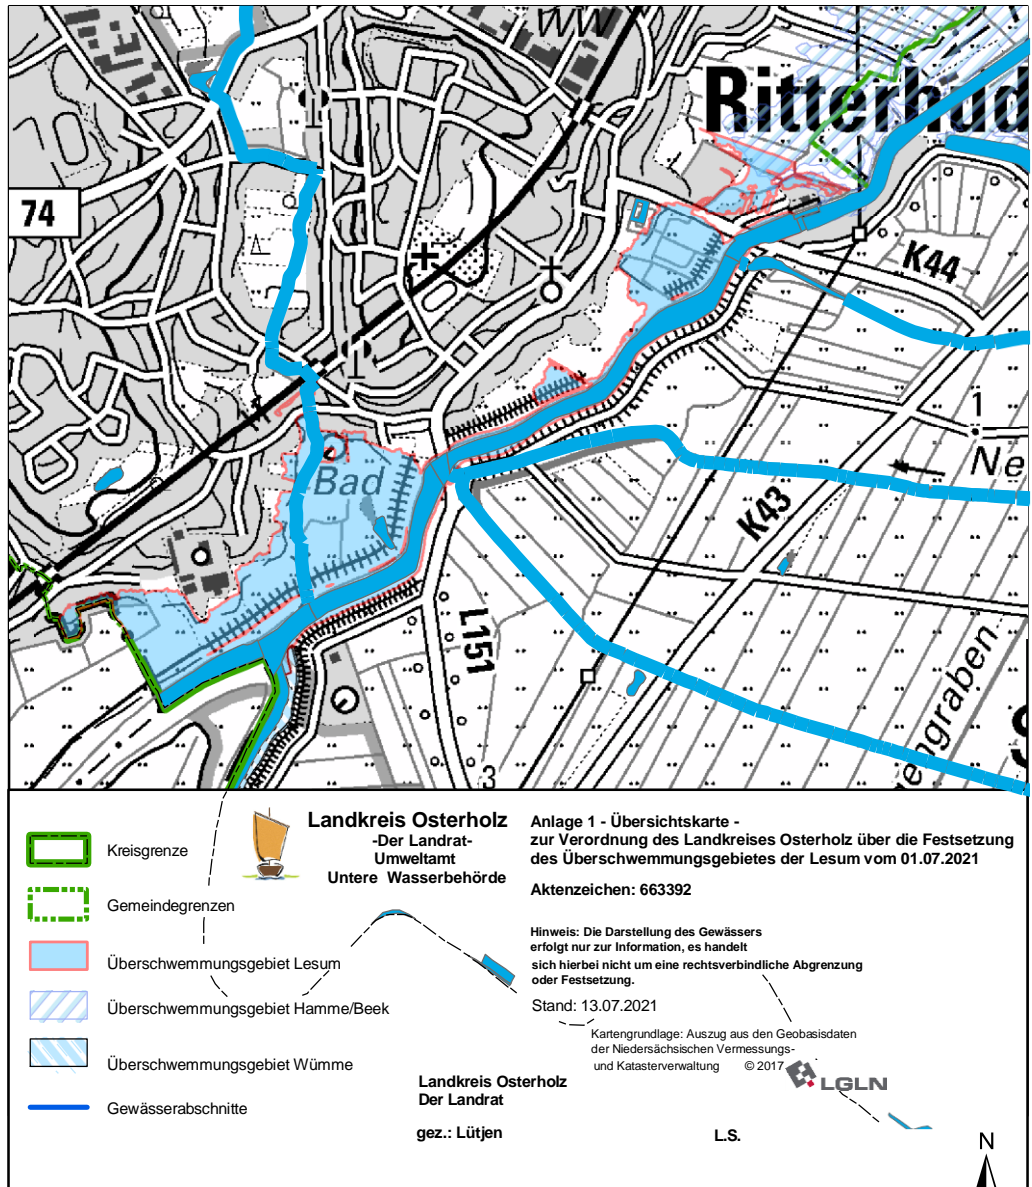 WW
Ritterhud
74
K44
1
Ne
Bad
K43
L151
engraben
S
3
Kreisgrenze
Gemeindegrenzen
Überschwemmungsgebiet Lesum
Überschwemmungsgebiet Hamme/Beek
Überschwemmungsgebiet Wümme
Gewässerabschnitte
Landkreis Osterholz
-Der Landrat-
Umweltamt
Untere Wasserbehörde
Anlage 1 - Übersichtskarte -
zur Verordnung des Landkreises Osterholz über die Festsetzung
des Überschwemmungsgebietes der Lesum vom 01.07.2021
Aktenzeichen: 663392
Hinweis: Die Darstellung des Gewässers
erfolgt nur zur Information, es handelt
sich hierbei nicht um eine rechtsverbindliche Abgrenzung
oder Festsetzung.
Stand: 13.07.2021
Kartengrundlage: Auszug aus den Geobasisdaten
der Niedersächsischen Vermessungs-
und Katasterverwaltung © 2017
LGLN
Landkreis Osterholz
Der Landrat
gez.: Lütjen
L.S.
N